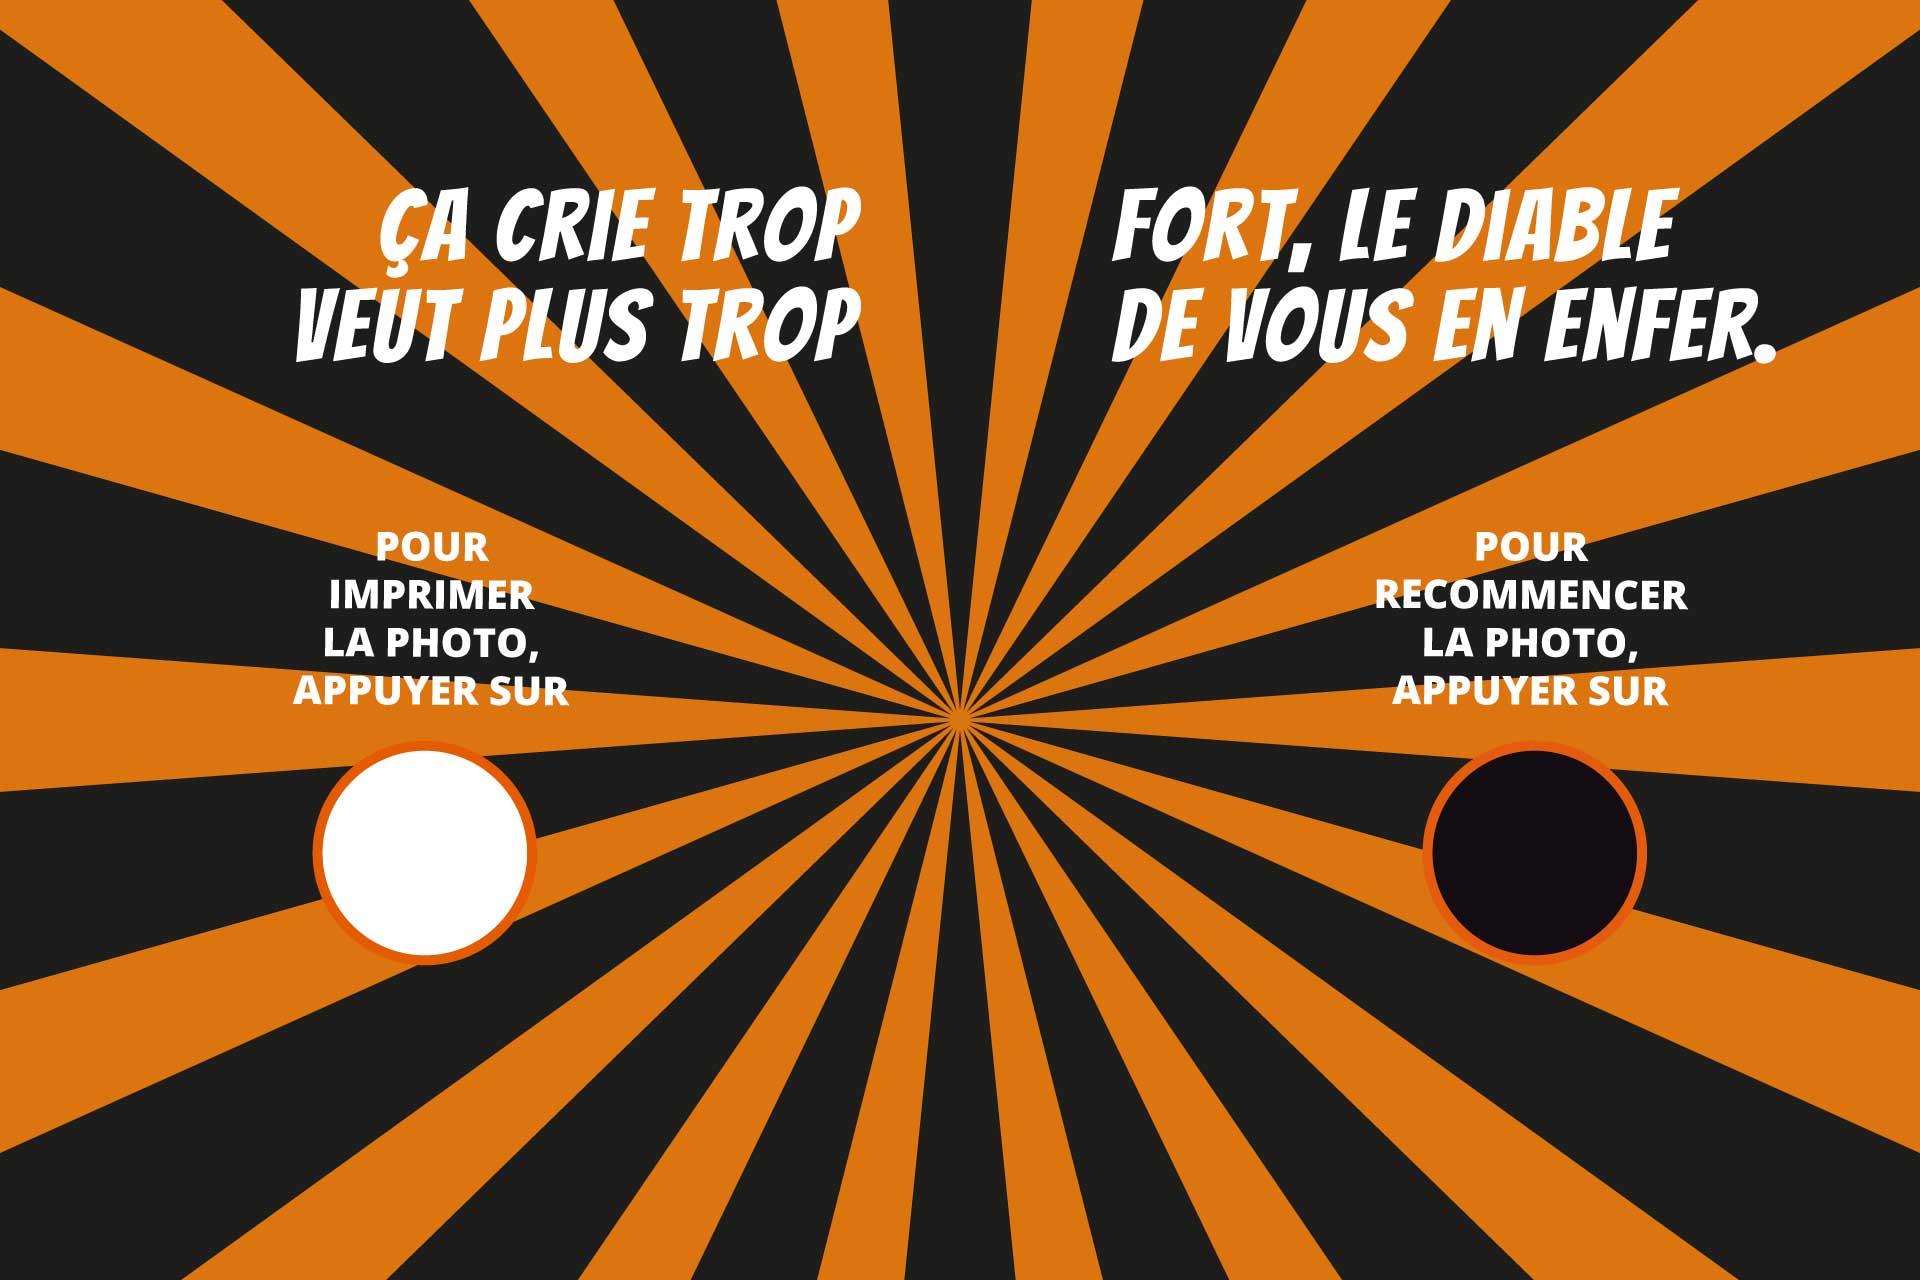 ÇA CRIE TROP FORT, LE DIABLE
VEUT PLUS TROP DE VOUS EN ENFER.
POUR
IMPRIMER
LA PHOTO,
APPUYER SUR
POUR
RECOMMENCER
LA PHOTO,
APPUYER SUR